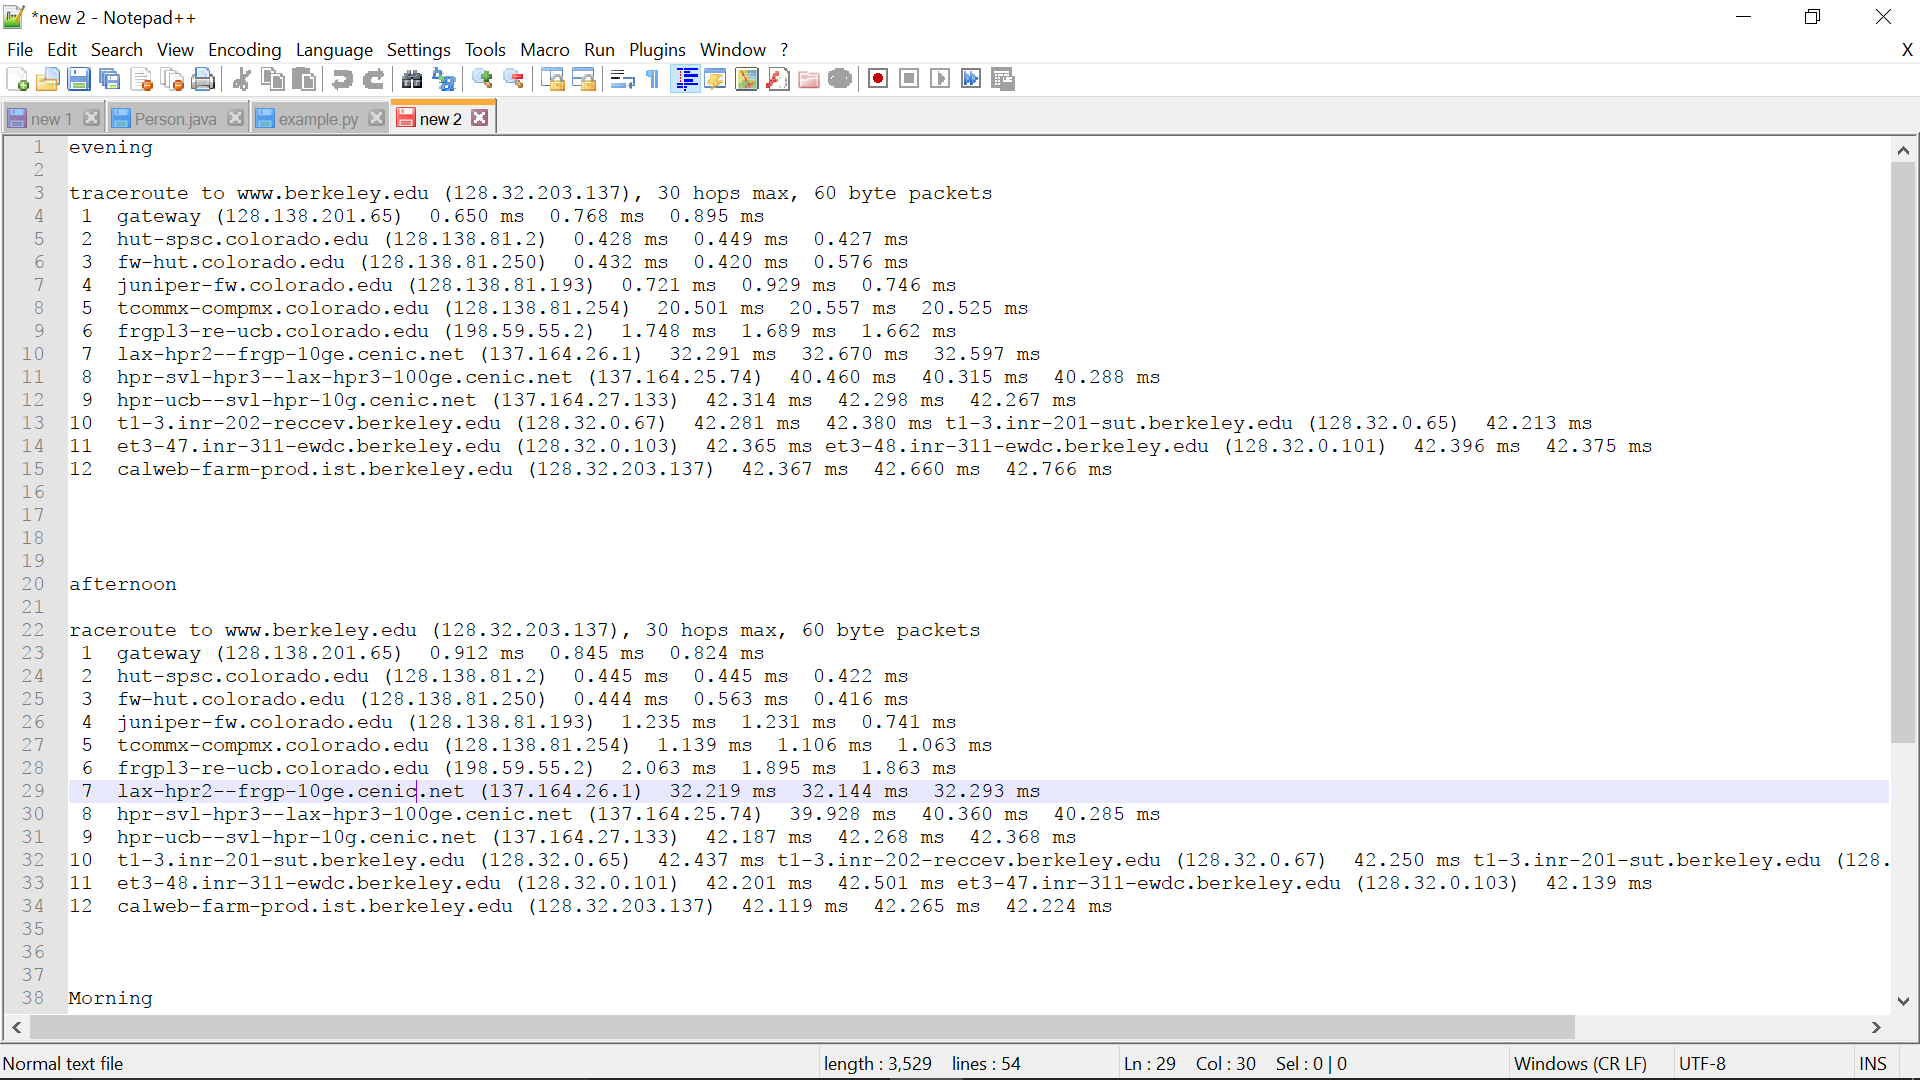 *new 2 - Notepad++
File Edit Search View Encoding Language Settings Tools Macro Run Plugins Window ? X
new 1 Person.java example.py new 2
1 evening
2
3 traceroute to www.berkeley.edu (128.32.203.137), 30 hops max, 60 byte packets
4 1 gateway (128.138.201.65) 0.650 ms 0.768 ms 0.895 ms
5 2 hut-spsc.colorado.edu (128.138.81.2) 0.428 ms 0.449 ms 0.427 ms
6 3 fw-hut.colorado.edu (128.138.81.250) 0.432 ms 0.420 ms 0.576 ms
7 4 juniper-fw.colorado.edu (128.138.81.193) 0.721 ms 0.929 ms 0.746 ms
8 5 tcommx-compmx.colorado.edu (128.138.81.254) 20.501 ms 20.557 ms 20.525 ms
9 6 frgpl3-re-ucb.colorado.edu (198.59.55.2) 1.748 ms 1.689 ms 1.662 ms
10 7 lax-hpr2--frgp-10ge.cenic.net (137.164.26.1) 32.291 ms 32.670 ms 32.597 ms
11 8 hpr-svl-hpr3--lax-hpr3-100ge.cenic.net (137.164.25.74) 40.460 ms 40.315 ms 40.288 ms
12 9 hpr-ucb--svl-hpr-10g.cenic.net (137.164.27.133) 42.314 ms 42.298 ms 42.267 ms
13 10 t1-3.inr-202-reccev.berkeley.edu (128.32.0.67) 42.281 ms 42.380 ms t1-3.inr-201-sut.berkeley.edu (128.32.0.65) 42.213 ms
14 11 et3-47.inr-311-ewdc.berkeley.edu (128.32.0.103) 42.365 ms et3-48.inr-311-ewdc.berkeley.edu (128.32.0.101) 42.396 ms 42.375 ms
15 12 calweb-farm-prod.ist.berkeley.edu (128.32.203.137) 42.367 ms 42.660 ms 42.766 ms
16
17
18
19
20 afternoon
21
22 raceroute to www.berkeley.edu (128.32.203.137), 30 hops max, 60 byte packets
23 1 gateway (128.138.201.65) 0.912 ms 0.845 ms 0.824 ms
24 2 hut-spsc.colorado.edu (128.138.81.2) 0.445 ms 0.445 ms 0.422 ms
25 3 fw-hut.colorado.edu (128.138.81.250) 0.444 ms 0.563 ms 0.416 ms
26 4 juniper-fw.colorado.edu (128.138.81.193) 1.235 ms 1.231 ms 0.741 ms
27 5 tcommx-compmx.colorado.edu (128.138.81.254) 1.139 ms 1.106 ms 1.063 ms
28 6 frgpl3-re-ucb.colorado.edu (198.59.55.2) 2.063 ms 1.895 ms 1.863 ms
29 7 lax-hpr2--frgp-10ge.cenic.net (137.164.26.1) 32.219 ms 32.144 ms 32.293 ms
30 8 hpr-svl-hpr3--lax-hpr3-100ge.cenic.net (137.164.25.74) 39.928 ms 40.360 ms 40.285 ms
31 9 hpr-ucb--svl-hpr-10g.cenic.net (137.164.27.133) 42.187 ms 42.268 ms 42.368 ms
32 10 t1-3.inr-201-sut.berkeley.edu (128.32.0.65) 42.437 ms t1-3.inr-202-reccev.berkeley.edu (128.32.0.67) 42.250 ms t1-3.inr-201-sut.berkeley.edu (128.
33 11 et3-48.inr-311-ewdc.berkeley.edu (128.32.0.101) 42.201 ms 42.501 ms et3-47.inr-311-ewdc.berkeley.edu (128.32.0.103) 42.139 ms
34 12 calweb-farm-prod.ist.berkeley.edu (128.32.203.137) 42.119 ms 42.265 ms 42.224 ms
35
36
37
38 Morning
Normal text file length : 3,529 lines : 54 Ln : 29 Col : 30 Sel : 0 | 0 Windows (CR LF) UTF-8 INS